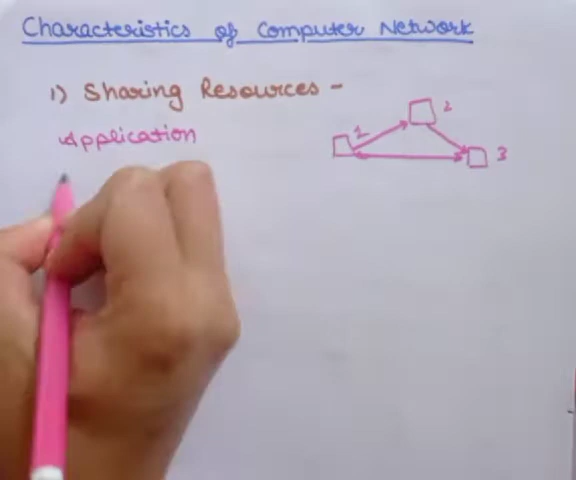 Characteristics of Computer Network
1) Sharing Resources -
Application
1
2
3